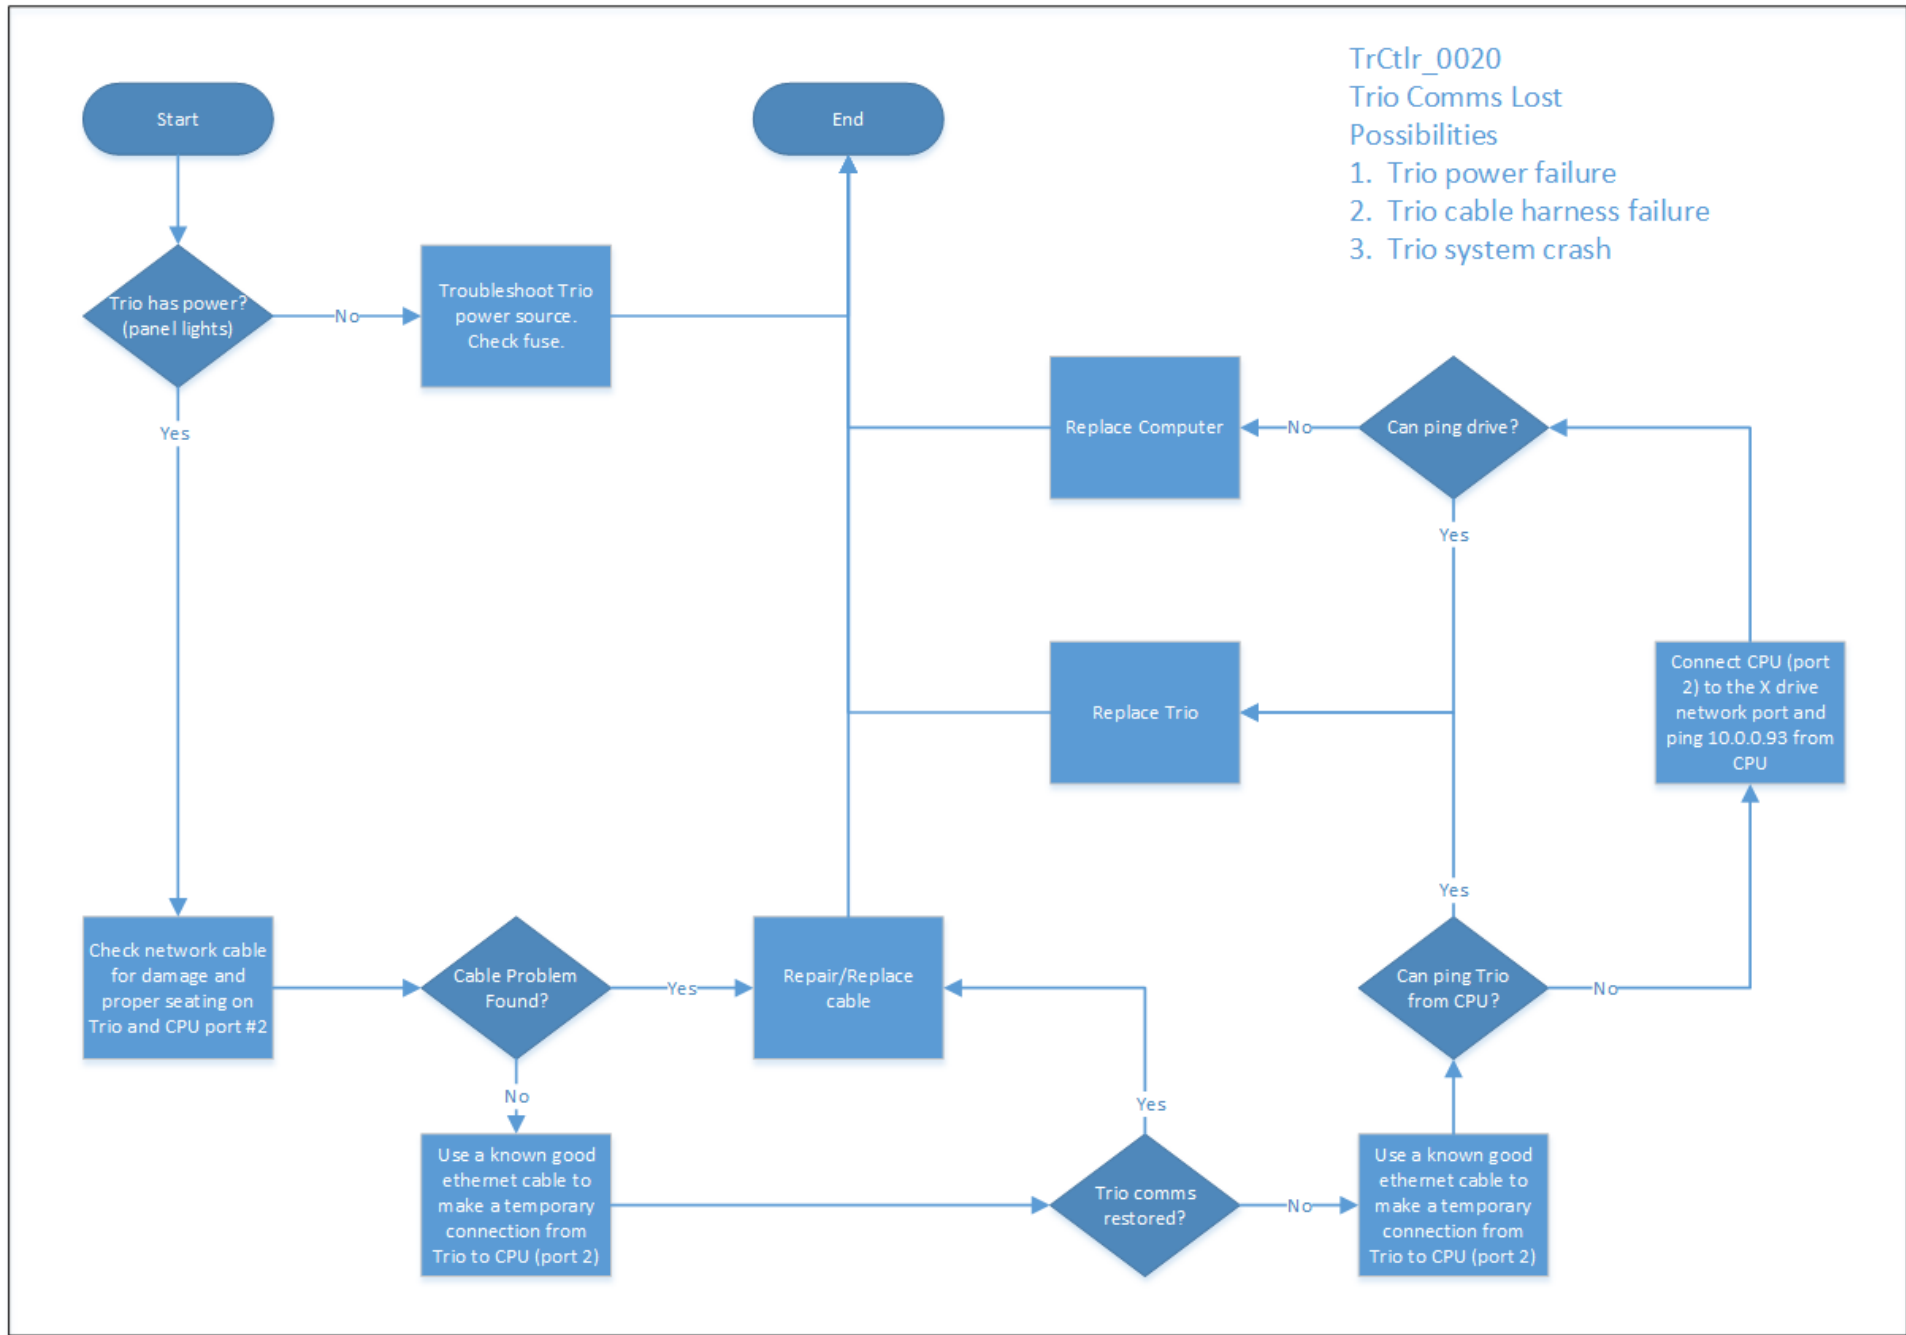 TrCtlr_0020
Trio Comms Lost
Possibilities
1. Trio power failure
2. Trio cable harness failure
3. Trio system crash
Start
End
Trio has power?
(panel lights)
No
Troubleshoot Trio
power source.
Check fuse.
Yes
Replace Computer
No
Can ping drive?
Yes
Replace Trio
Connect CPU (port
2) to the X drive
network port and
ping 10.0.0.93 from
CPU
Yes
Check network cable
for damage and
proper seating on
Trio and CPU port #2
Cable Problem
Found?
Yes
Repair/Replace
cable
Can ping Trio
from CPU?
No
No
Yes
Use a known good
ethernet cable to
make a temporary
connection from
Trio to CPU (port 2)
Trio comms
restored?
No
Use a known good
ethernet cable to
make a temporary
connection from
Trio to CPU (port 2)